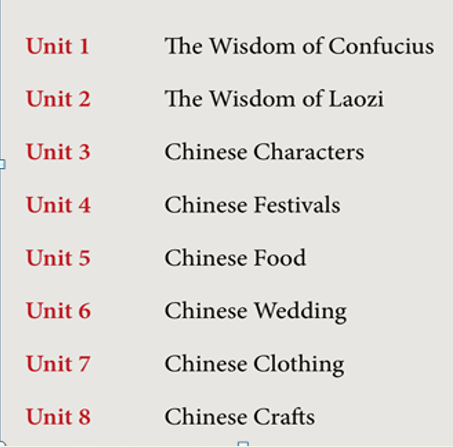 Unit 1 The Wisdom of Confucius
Unit 2 The Wisdom of Laozi
Unit 3 Chinese Characters
Unit 4 Chinese Festivals
Unit 5 Chinese Food
Unit 6 Chinese Wedding
Unit 7 Chinese Clothing
Unit 8 Chinese Crafts